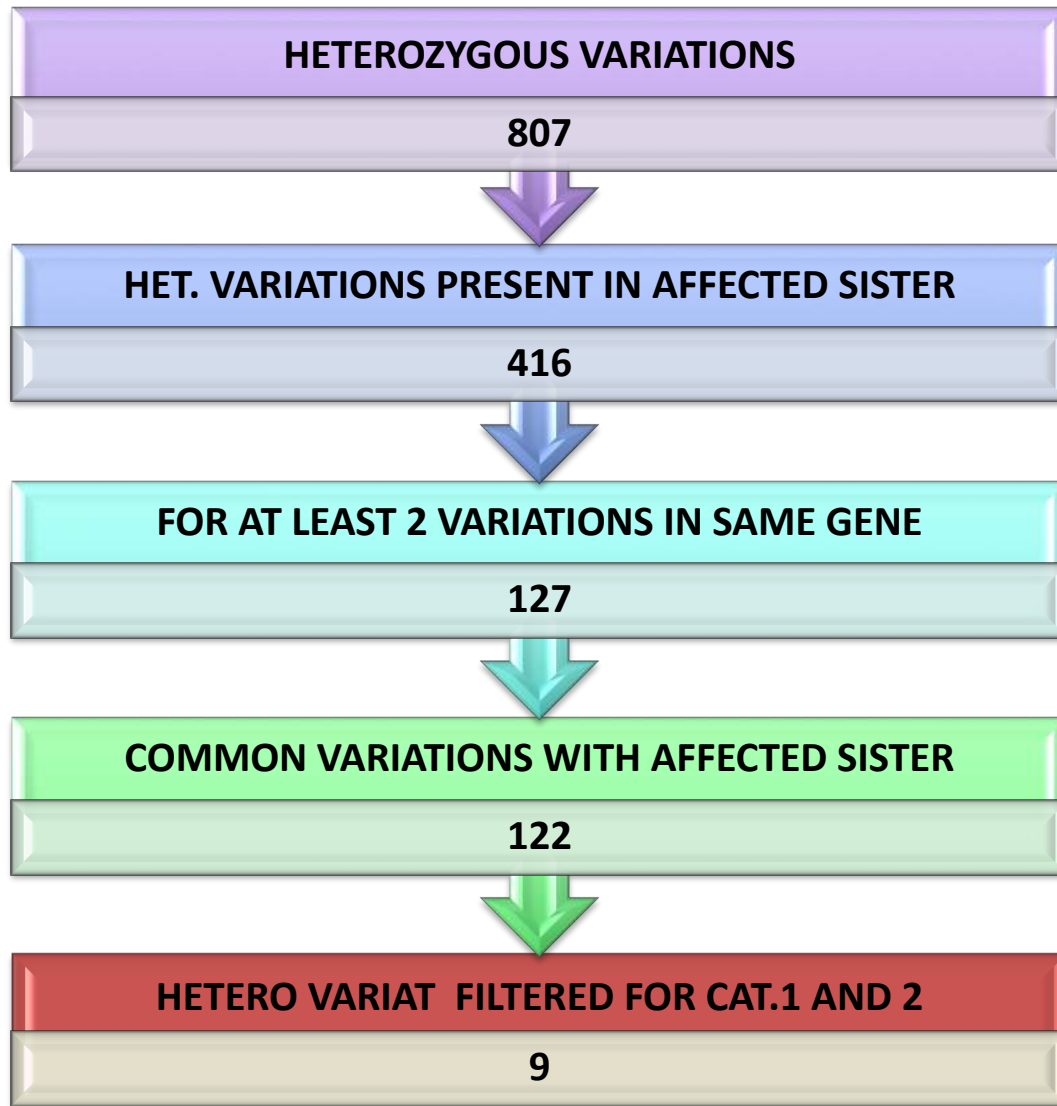 HETEROZYGOUS VARIATIONS
807
HET. VARIATIONS PRESENT IN AFFECTED SISTER
416
FOR AT LEAST 2 VARIATIONS IN SAME GENE
127
COMMON VARIATIONS WITH AFFECTED SISTER
122
HETERO VARIAT  FILTERED FOR CAT.1 AND 2
9